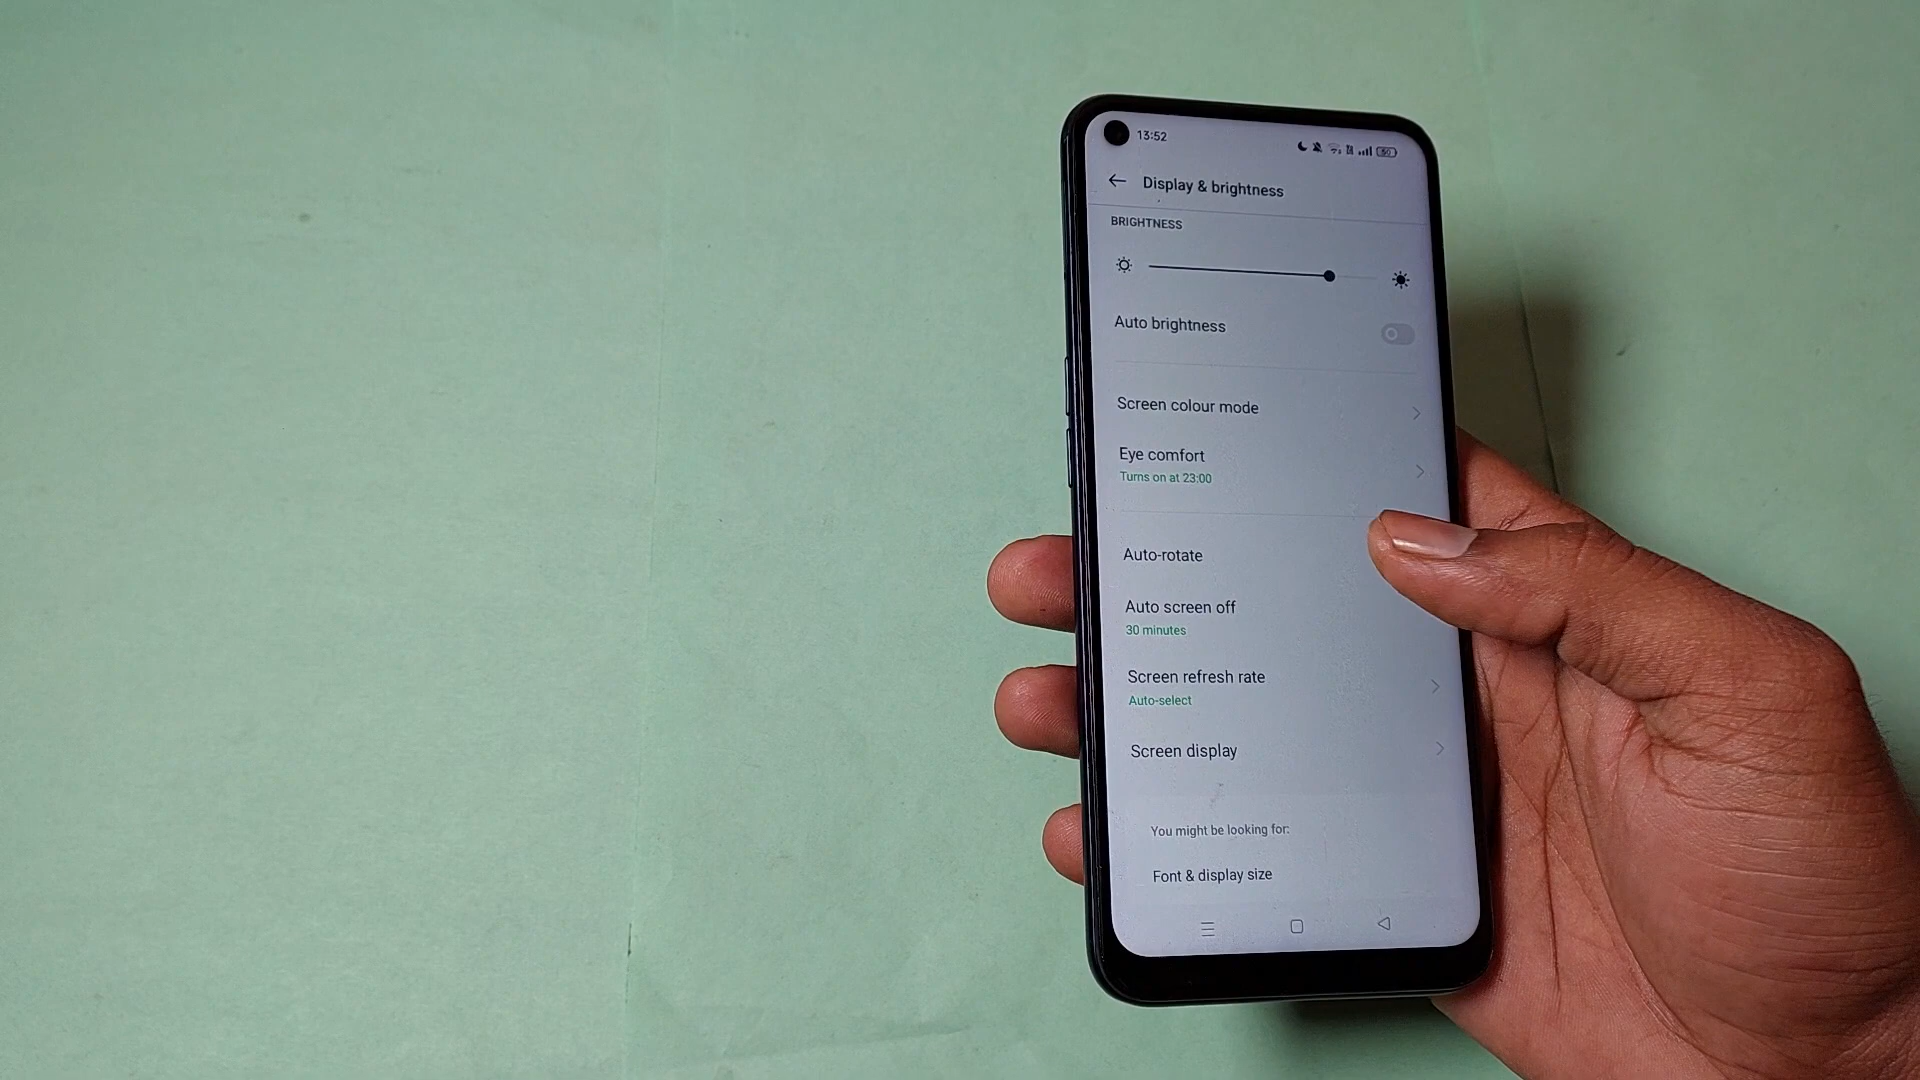 13:52
50
Display & brightness
BRIGHTNESS
Auto brightness
Screen colour mode
Eye comfort
Turns on at 23:00
Auto-rotate
Auto screen off
30 minutes
Screen refresh rate
Auto-select
Screen display
You might be looking for:
Font & display size